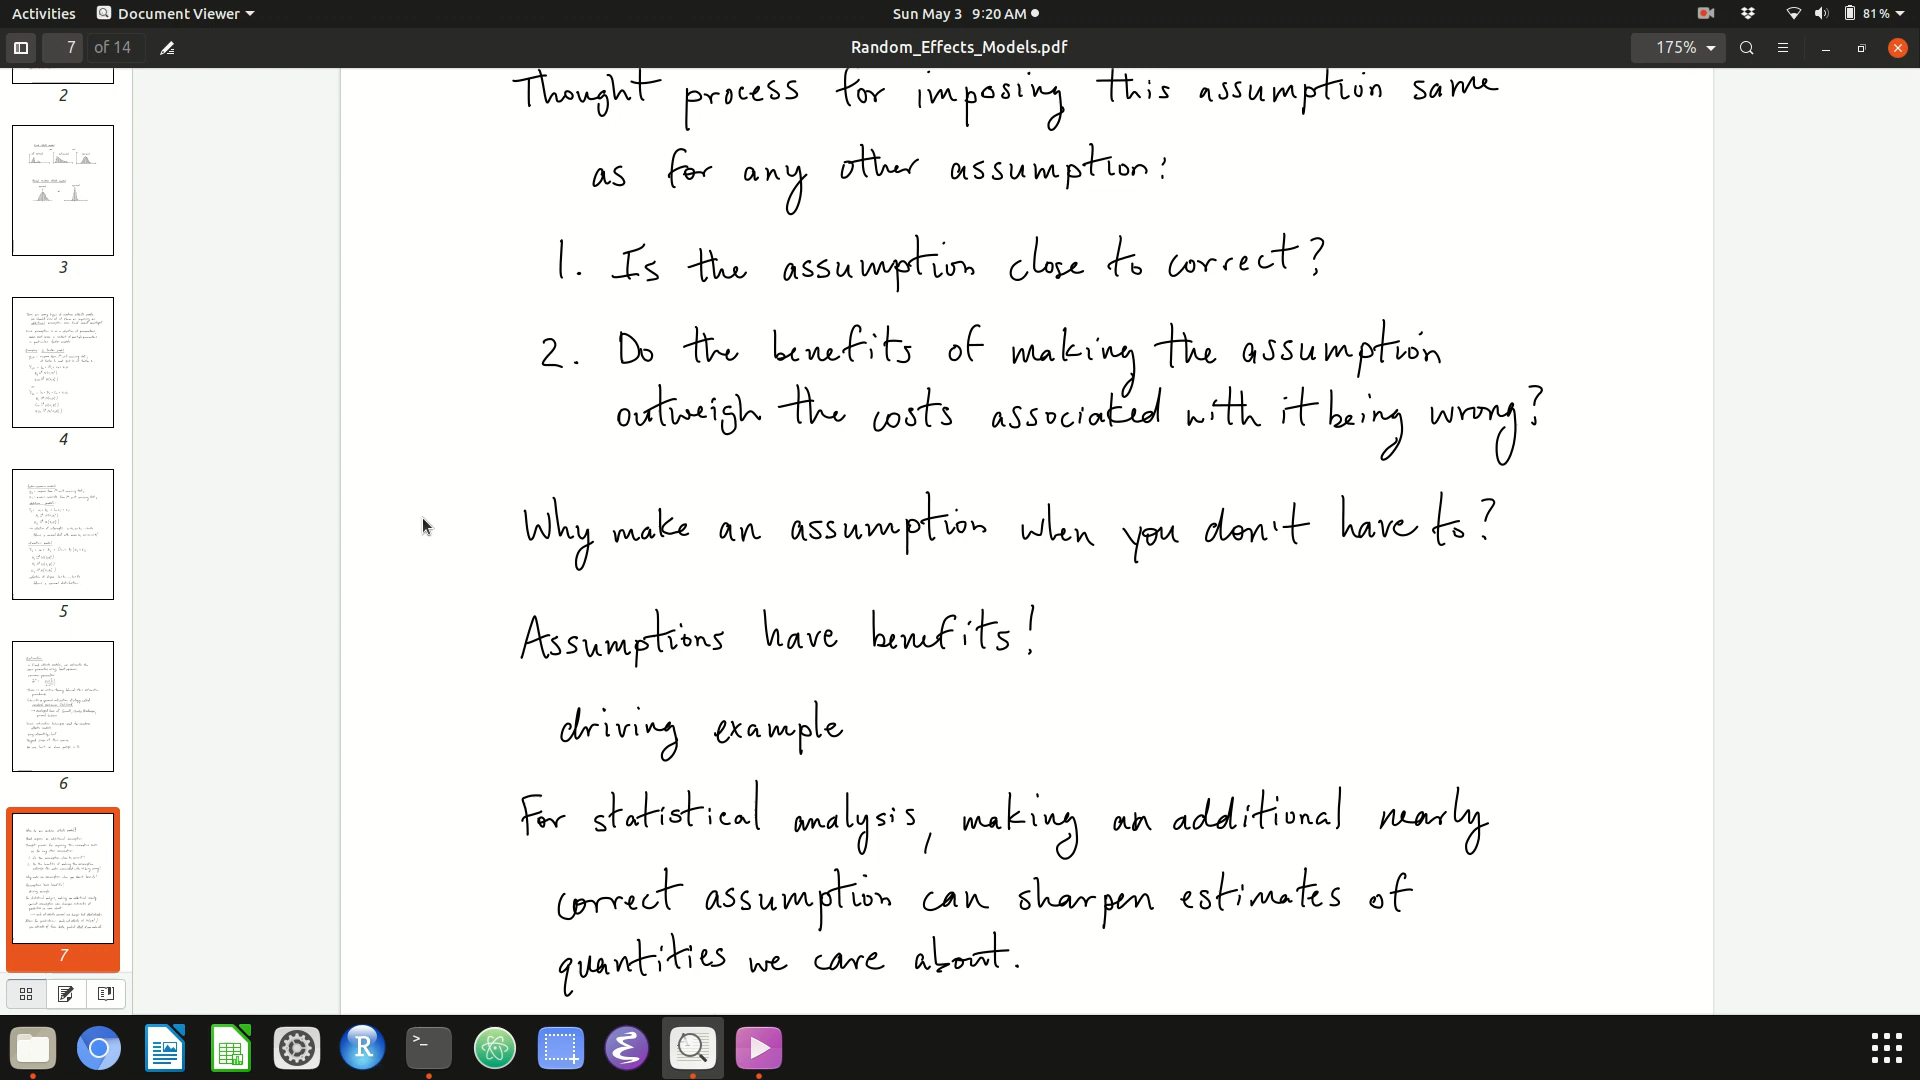 Activities Document Viewer Sun May 3 9:20 AM 81%
7 of 14 Random_Effects_Models.pdf 175%
Thought process for imposing this assumption same
as for any other assumption:
1. Is the assumption close to correct?
2. Do the benefits of making the assumption
outweigh the costs associated with it being wrong?
Why make an assumption when you don't have to?
Assumptions have benefits!
driving example
For statistical analysis, making an additional nearly
correct assumption can sharpen estimates of
quantities we care about.
2
3
4
5
6
7